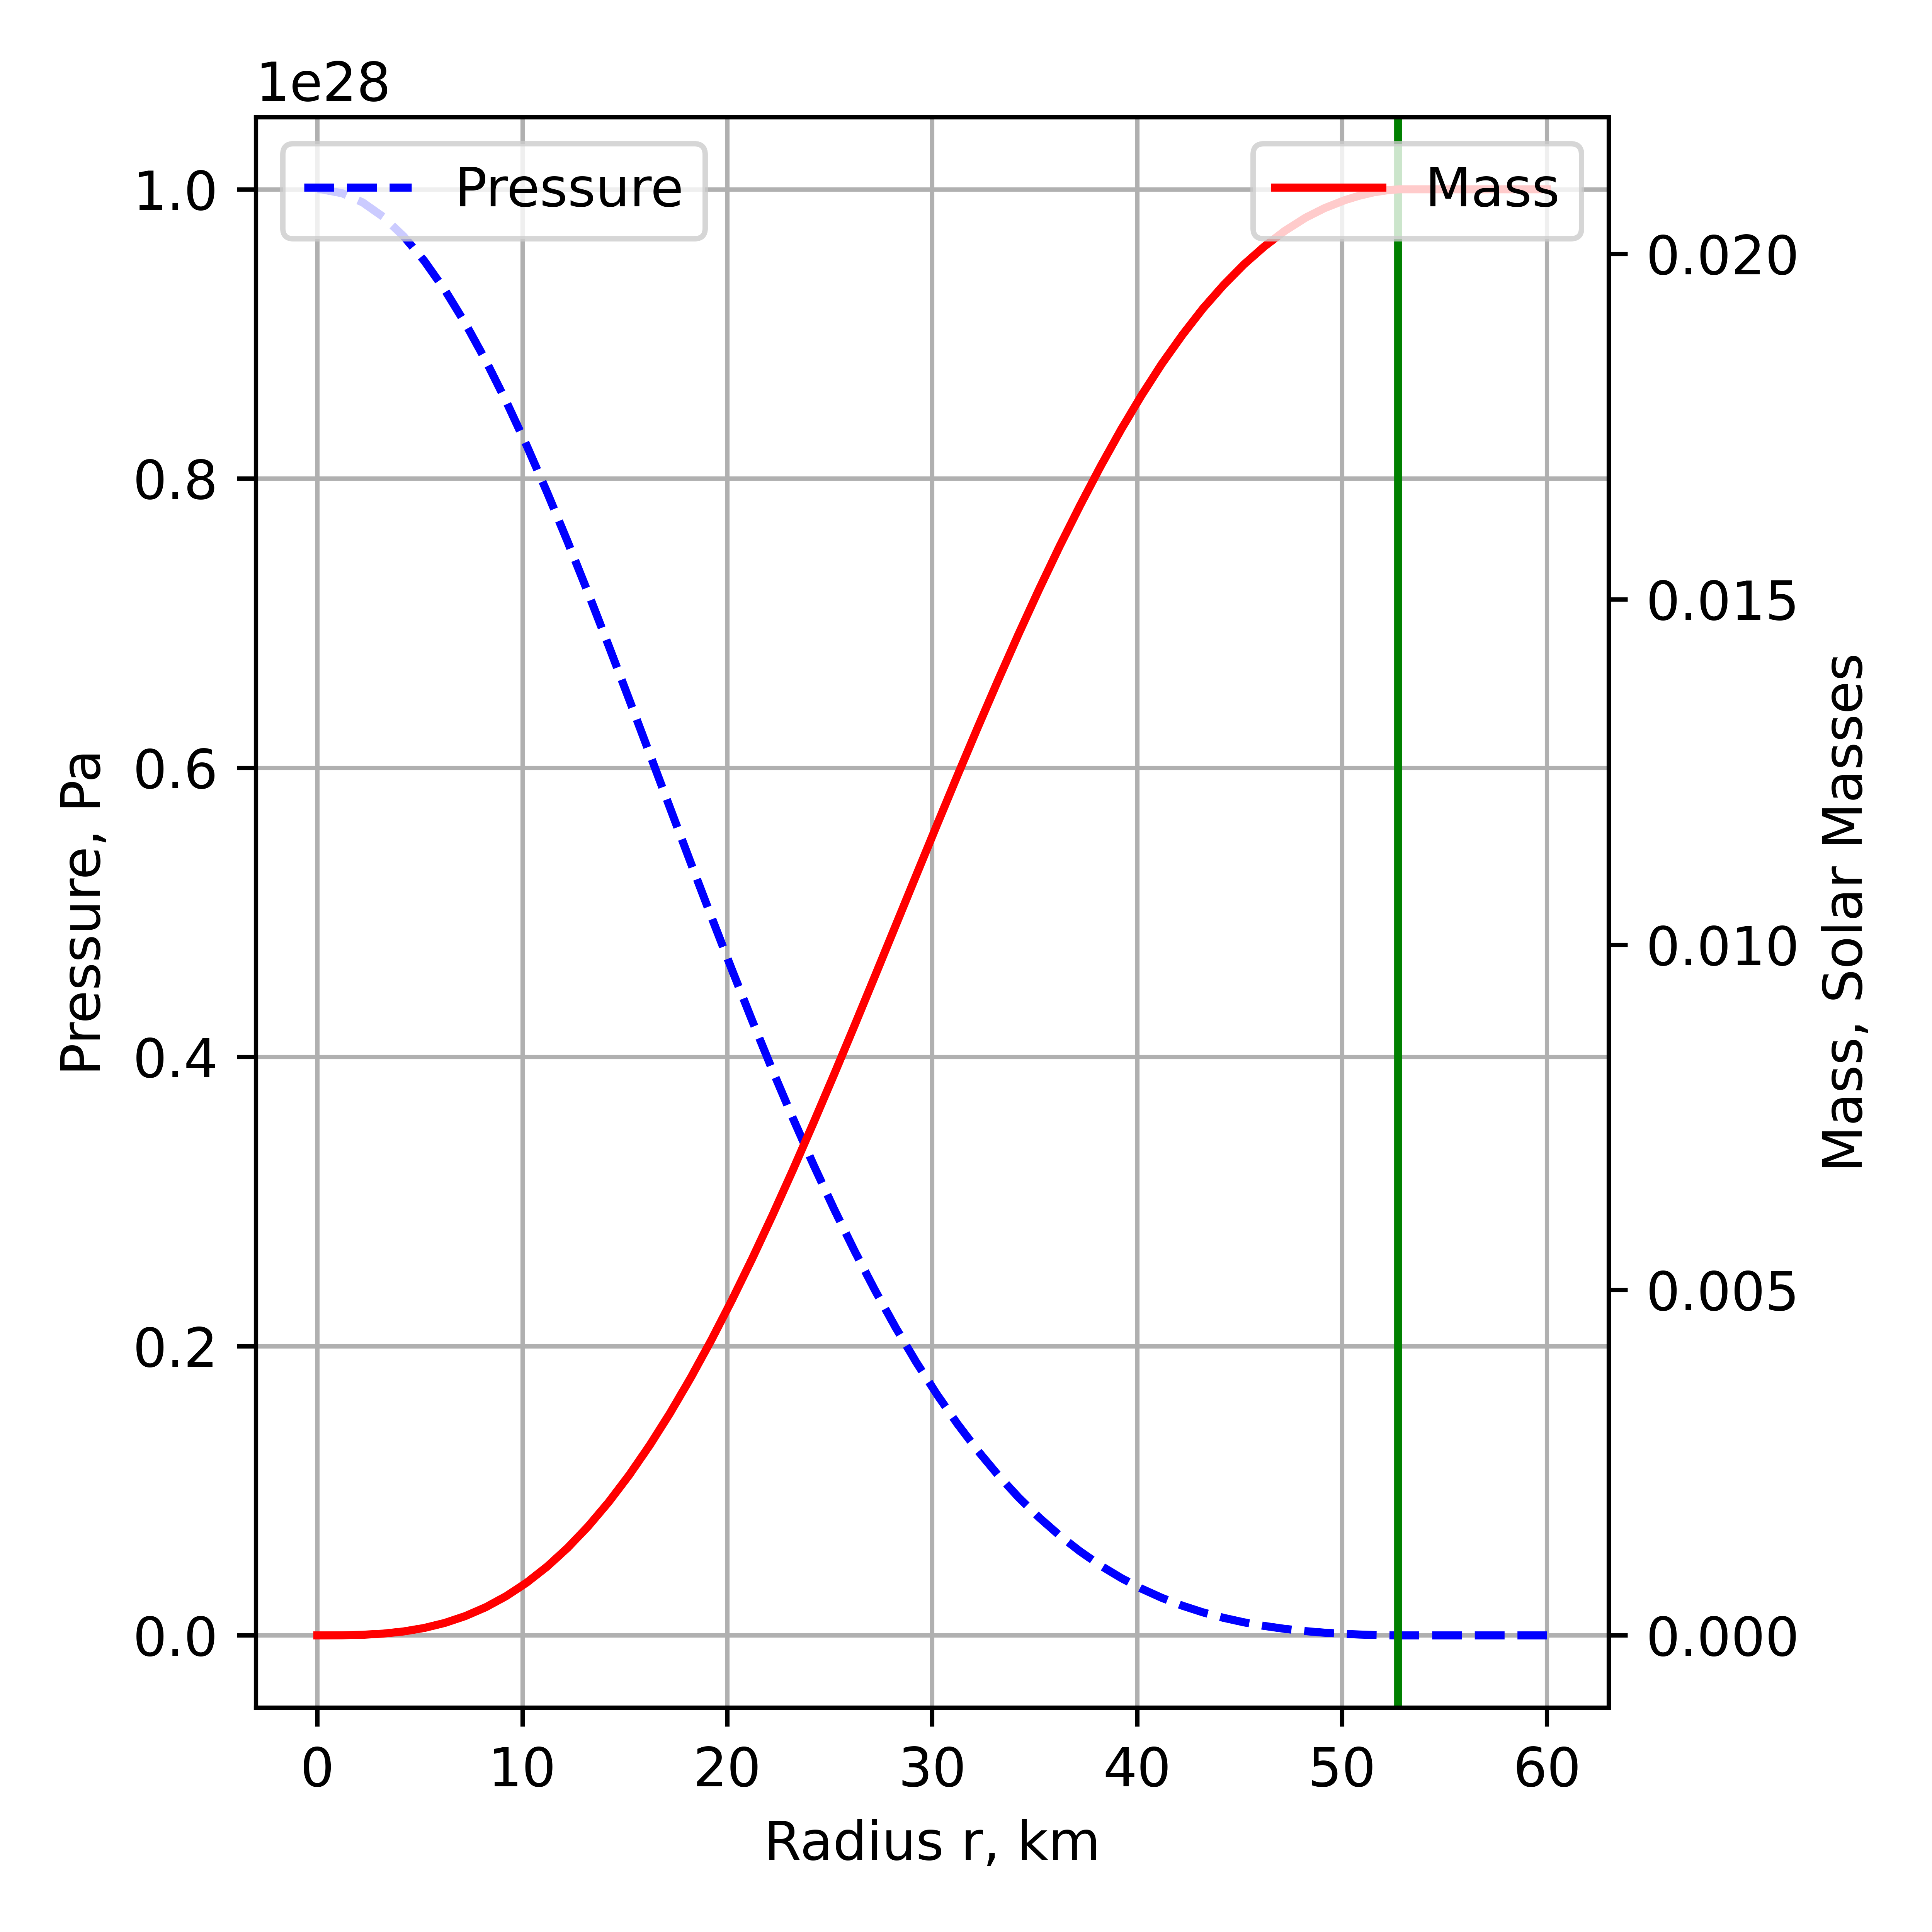 1e28
Pressure
Mass
1.0
0.8
0.6
0.4
0.2
0.0
Pressure, Pa
0.020
0.015
0.010
0.005
0.000
Mass, Solar Masses
0 10 20 30 40 50 60
Radius r, km